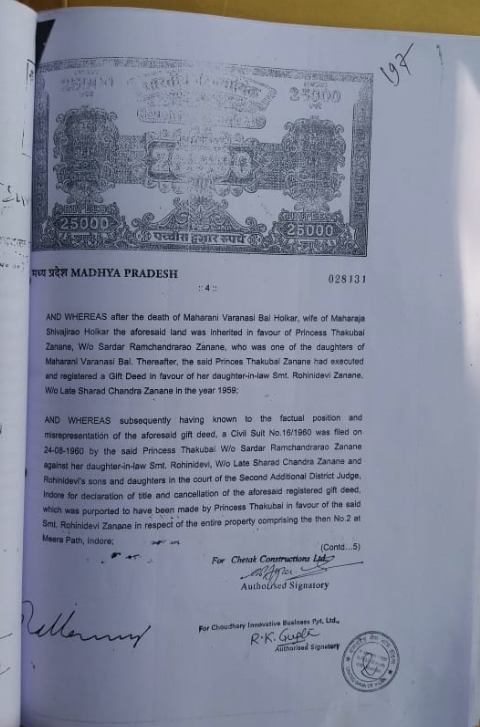 197
25000
25000
25000
पच्चीस हजार रुपये
25000
मध्य प्रदेश MADHYA PRADESH
028131
::4::
AND WHEREAS after the death of Maharani Varanasi Bai Holkar, wife of Maharaja
Shivajirao Holkar the aforesaid land was inherited in favour of Princess Thakubai
Zanane, W/o Sardar Ramchandrarao Zanane, who was one of the daughters of
Maharani Varanasi Bai. Thereafter, the said Princes Thakubai Zanane had executed
and registered a Gift Deed in favour of her daughter-in-law Smt. Rohinidevi Zanane,
W/o Late Sharad Chandra Zanane in the year 1959;
AND WHEREAS subsequently having known to the factual position and
misrepresentation of the aforesaid gift deed, a Civil Suit No.16/1960 was filed on
24-08-1960 by the said Princess Thakubai W/o Sardar Ramchandrarao Zanane
against her daughter-in-law Smt. Rohinidevi, W/o Late Sharad Chandra Zanane and
Rohinidevi's sons and daughters in the court of the Second Additional District Judge,
Indore for declaration of title and cancellation of the aforesaid registered gift deed,
which was purported to have been made by Princess Thakubai in favour of the said
Smt. Rohinidevi Zanane in respect of the entire property comprising the then No.2 at
Meera Path, Indore;
(Contd...5)
For Chetak Constructions Ltd.
Authorised Signatory
For Choudhary Innovative Business Pvt. Ltd.,
R.K. Gupta
Authorised Signatory